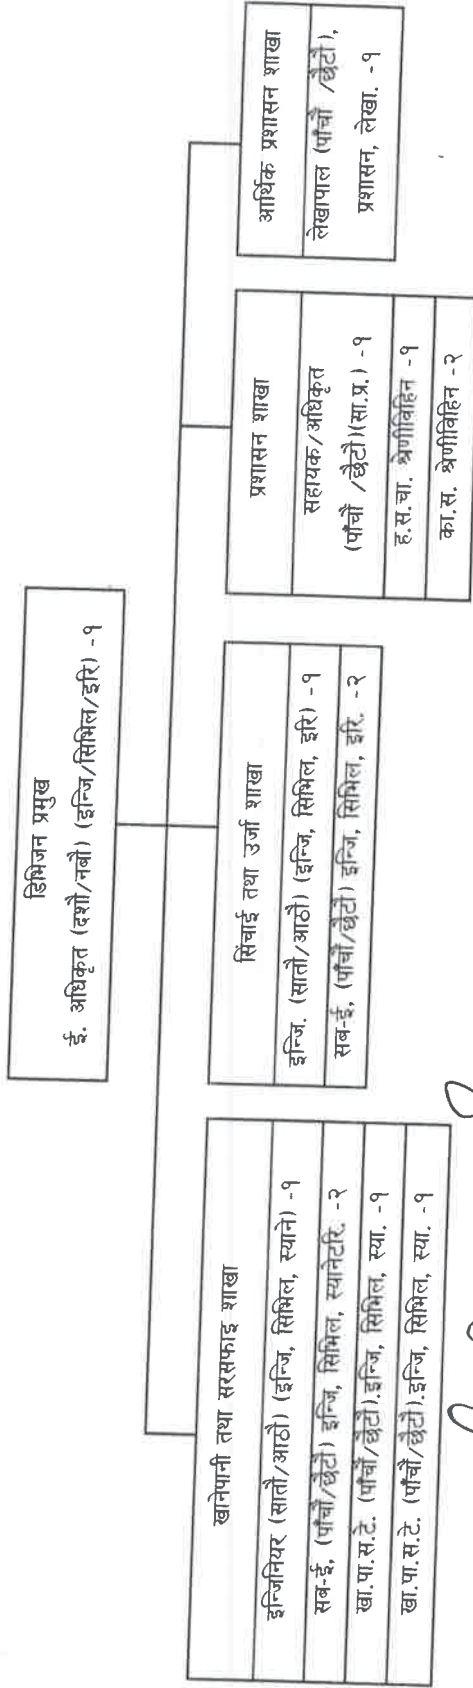 डिभिजन प्रमुख
ई. अधिकृत (दशौं/नवौं) (इन्जि/सिभिल/इरि) -१
खानेपानी तथा सरसफाइ शाखा
इन्जिनियर (सातौं/आठौं) (इन्जि, सिभिल, स्याने) -१
सब-ई, (पाँचौं/छैटौं) इन्जि, सिभिल, स्यानेटरि. -२
खा.पा.स.टे. (पाँचौं/छैटौं).इन्जि, सिभिल, स्या. -१
खा.पा.स.टे. (पाँचौं/छैटौं).इन्जि, सिभिल, स्या. -१
सिंचाई तथा उर्जा शाखा
इन्जि. (सातौं/आठौं) (इन्जि, सिभिल, इरि) -१
सब-ई, (पाँचौं/छैटौं) इन्जि, सिभिल, इरि. -२
प्रशासन शाखा
सहायक/अधिकृत
(पाँचौं /छैटौं)(सा.प्र.) -१
ह.स.चा. श्रेणीविहिन -१
का.स. श्रेणीविहिन -२
आर्थिक प्रशासन शाखा
लेखापाल (पाँचौं /छैटौं),
प्रशासन, लेखा. -१